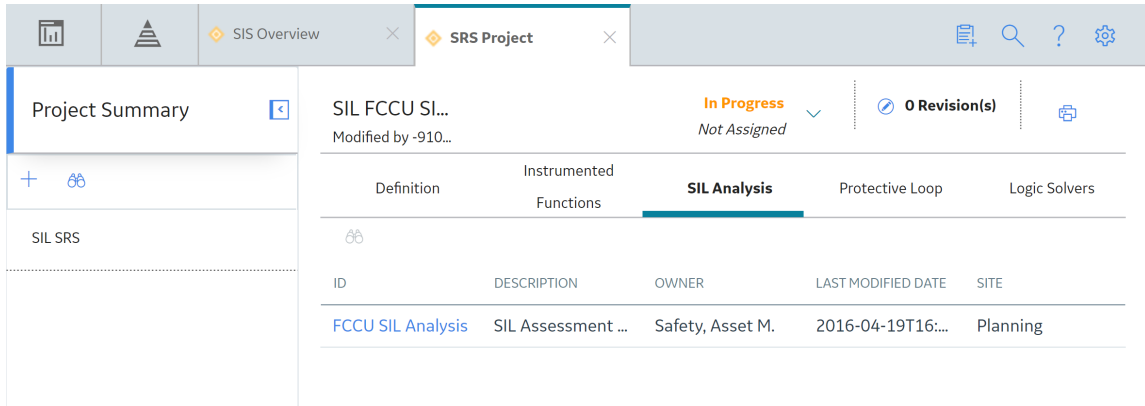 SIS Overview
SRS Project
Project Summary
SIL FCCU SI...
Modified by -910...
In Progress
Not Assigned
0 Revision(s)
Definition
Instrumented
Functions
SIL Analysis
Protective Loop
Logic Solvers
SIL SRS
ID DESCRIPTION OWNER LAST MODIFIED DATE SITE
FCCU SIL Analysis SIL Assessment ... Safety, Asset M. 2016-04-19T16:... Planning